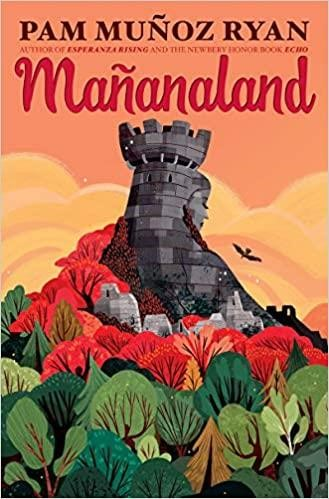 PAM MUÑOZ RYAN
AUTHOR OF ESPERANZA RISING AND THE NEWBERY HONOR BOOK ECHO
Mañanaland